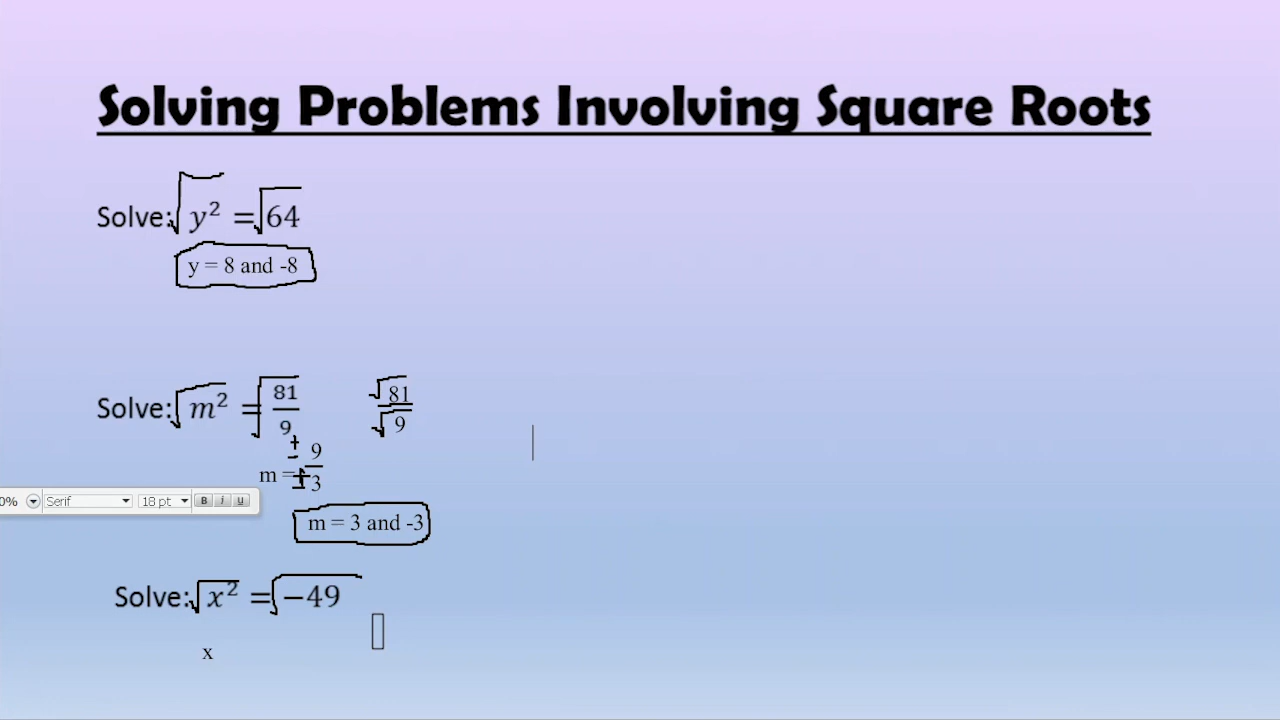 Solving Problems Involving Square Roots
Solve: √y² = √64
y = 8 and -8
Solve: √m² = √81/9 √81/√9
m = ± 9/±3
0% Serif 18 pt B i U
m = 3 and -3
Solve: √x² = √−49
x